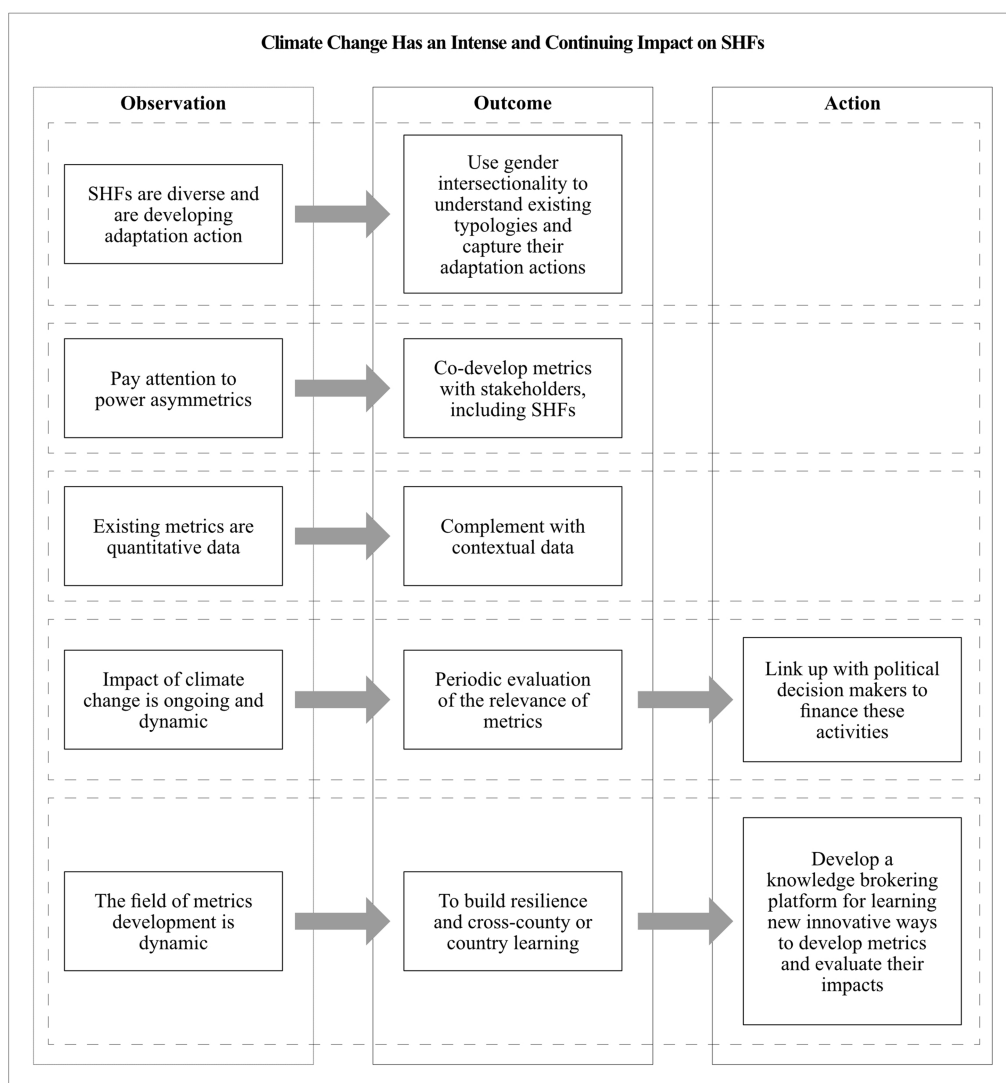 Climate Change Has an Intense and Continuing Impact on SHFs
Observation
Outcome
Action
SHFs are diverse and
are developing
adaptation action
Use gender
intersectionality to
understand existing
typologies and
capture their
adaptation actions
Pay attention to
power asymmetrics
Co-develop metrics
with stakeholders,
including SHFs
Existing metrics are
quantitative data
Complement with
contextual data
Impact of climate
change is ongoing and
dynamic
Periodic evaluation
of the relevance of
metrics
Link up with political
decision makers to
finance these
activities
The field of metrics
development is
dynamic
To build resilience
and cross-county or
country learning
Develop a
knowledge brokering
platform for learning
new innovative ways
to develop metrics
and evaluate their
impacts